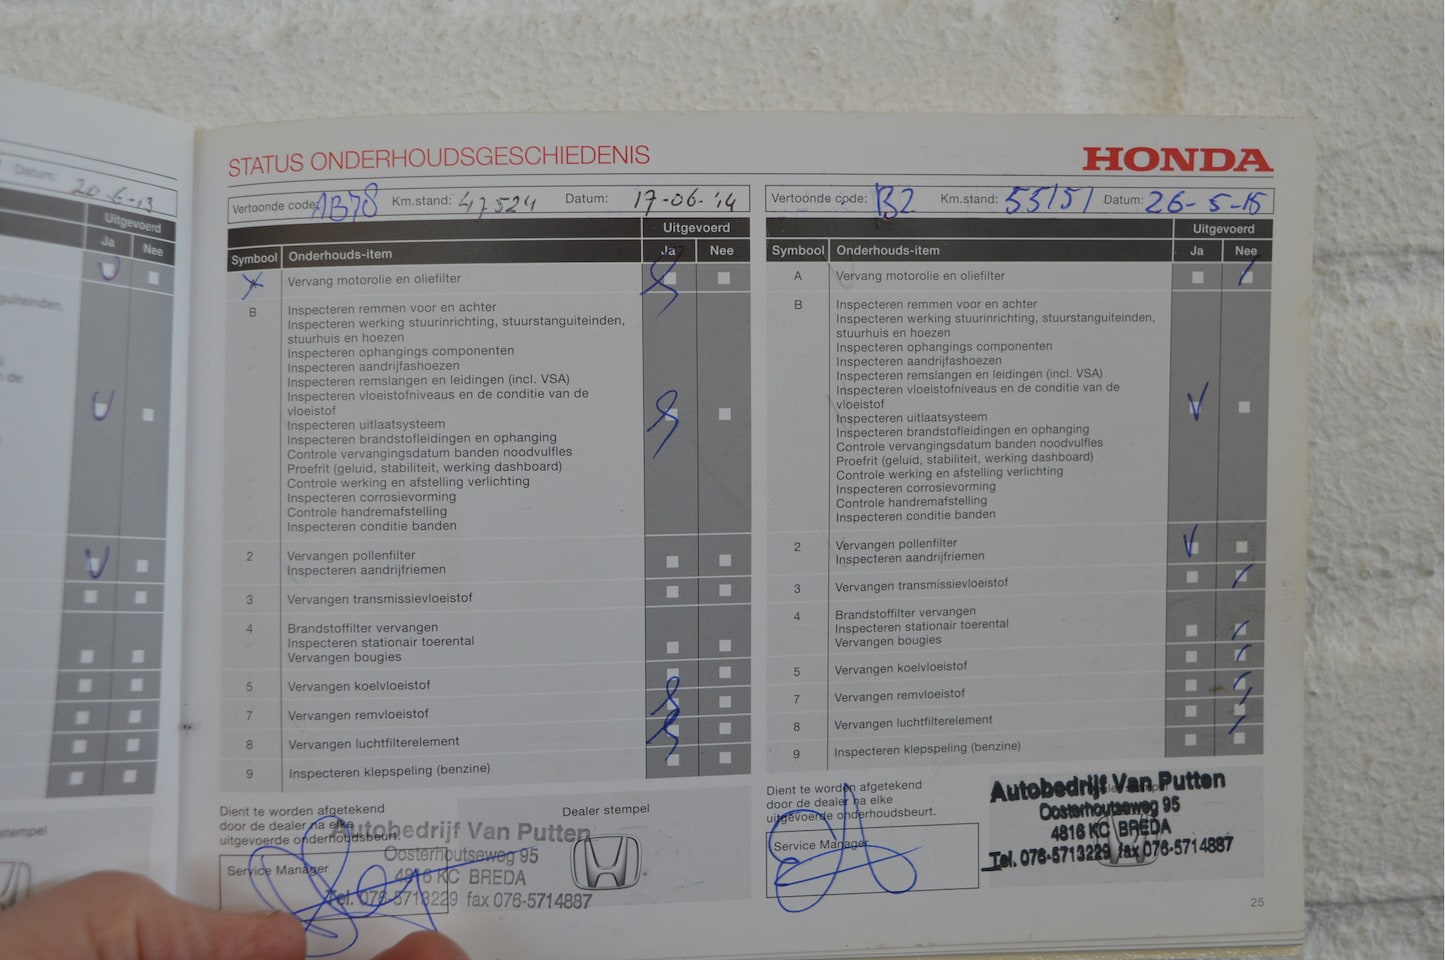 Datum: 20-6-13
Uitgevoerd
Ja Nee
STATUS ONDERHOUDSGESCHIEDENIS
HONDA
Vertoonde code: AB78 Km.stand: 47524 Datum: 17-06-'14
Uitgevoerd
Symbool Onderhouds-item Ja Nee
Vervang motorolie en oliefilter
B Inspecteren remmen voor en achter
Inspecteren werking stuurinrichting, stuurstanguiteinden,
stuurhuis en hoezen
Inspecteren ophangings componenten
Inspecteren aandrijfashoezen
Inspecteren remslangen en leidingen (incl. VSA)
Inspecteren vloeistofniveaus en de conditie van de
vloeistof
Inspecteren uitlaatsysteem
Inspecteren brandstofleidingen en ophanging
Controle vervangingsdatum banden noodvulfles
Proefrit (geluid, stabiliteit, werking dashboard)
Controle werking en afstelling verlichting
Inspecteren corrosievorming
Controle handremafstelling
Inspecteren conditie banden
2 Vervangen pollenfilter
Inspecteren aandrijfriemen
3 Vervangen transmissievloeistof
4 Brandstoffilter vervangen
Inspecteren stationair toerental
Vervangen bougies
5 Vervangen koelvloeistof
7 Vervangen remvloeistof
8 Vervangen luchtfilterelement
9 Inspecteren klepspeling (benzine)
Dient te worden afgetekend
door de dealer na elke
uitgevoerde onderhoudsbeurt.
Dealer stempel
Service Manager
Autobedrijf Van Putten
Oosterhoutseweg 95
4816 KC BREDA
Tel. 076-5713229 fax 076-5714887
Vertoonde code: B2 Km.stand: 55151 Datum: 26-5-15
Uitgevoerd
Symbool Onderhouds-item Ja Nee
A Vervang motorolie en oliefilter
B Inspecteren remmen voor en achter
Inspecteren werking stuurinrichting, stuurstanguiteinden,
stuurhuis en hoezen
Inspecteren ophangings componenten
Inspecteren aandrijfashoezen
Inspecteren remslangen en leidingen (incl. VSA)
Inspecteren vloeistofniveaus en de conditie van de
vloeistof
Inspecteren uitlaatsysteem
Inspecteren brandstofleidingen en ophanging
Controle vervangingsdatum banden noodvulfles
Proefrit (geluid, stabiliteit, werking dashboard)
Controle werking en afstelling verlichting
Inspecteren corrosievorming
Controle handremafstelling
Inspecteren conditie banden
2 Vervangen pollenfilter
Inspecteren aandrijfriemen
3 Vervangen transmissievloeistof
4 Brandstoffilter vervangen
Inspecteren stationair toerental
Vervangen bougies
5 Vervangen koelvloeistof
7 Vervangen remvloeistof
8 Vervangen luchtfilterelement
9 Inspecteren klepspeling (benzine)
Dient te worden afgetekend
door de dealer na elke
uitgevoerde onderhoudsbeurt.
Service Manager
Autobedrijf Van Putten
Oosterhoutseweg 95
4816 KC BREDA
Tel. 076-5713229 fax 076-5714887
25